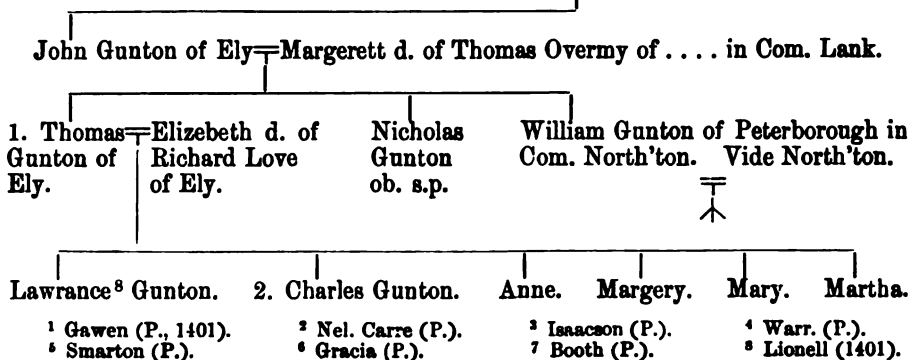 John Gunton of Ely=Margerett d. of Thomas Overmy of .... in Com. Lank.
1. Thomas=Elizebeth d. of Nicholas William Gunton of Peterborough in
Gunton of Richard Love Gunton Com. North'ton. Vide North'ton.
Ely. of Ely. ob. s.p.
Lawrance⁸ Gunton. 2. Charles Gunton. Anne. Margery. Mary. Martha.
¹ Gawen (P., 1401). ² Nel. Carre (P.). ³ Isaacson (P.). ⁴ Warr. (P.).
⁵ Smarton (P.). ⁶ Gracia (P.). ⁷ Booth (P.). ⁸ Lionell (1401).